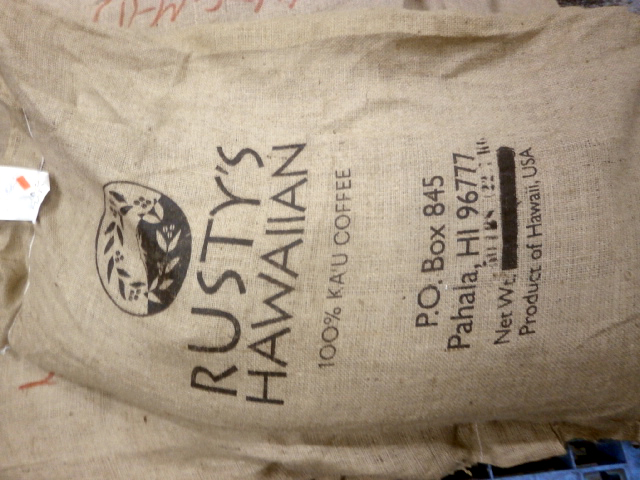 RUSTY'S
HAWAIIAN
100% KA'U COFFEE
P.O. Box 845
Pahala, HI 96777
Net Wt.
Product of Hawaii, USA